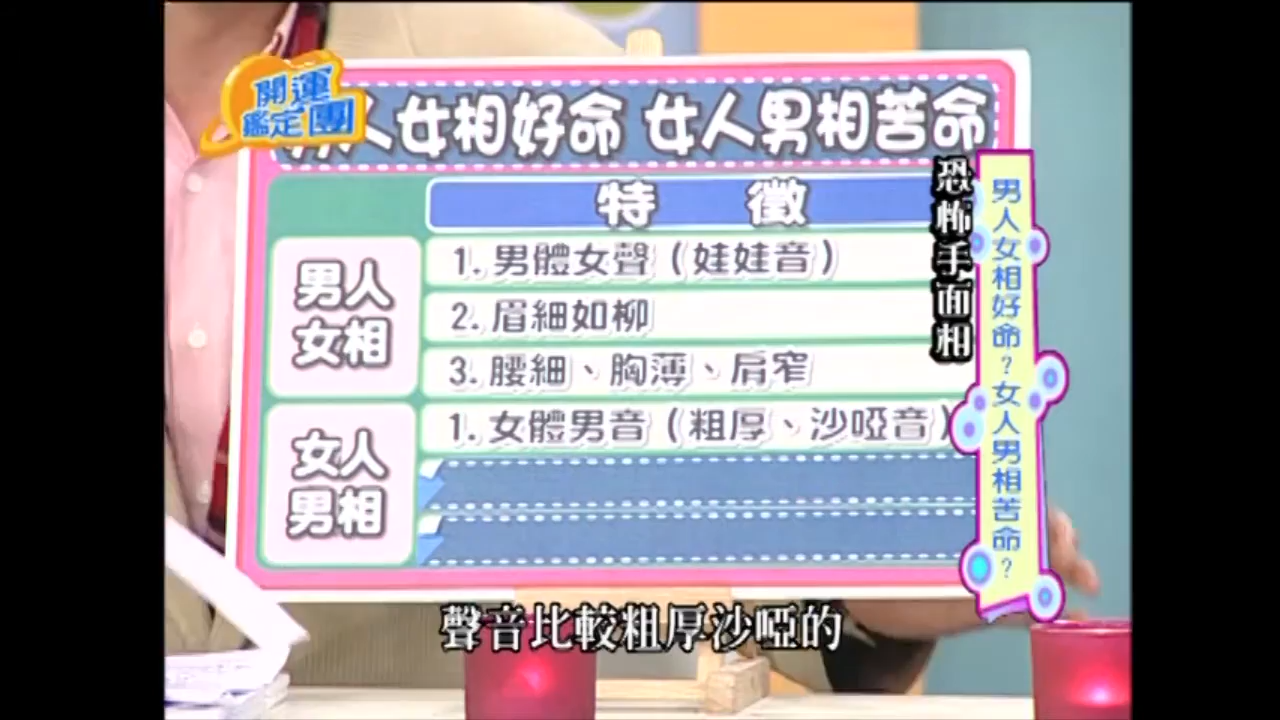 開運
鑑定團
人女相好命 女人男相苦命
特 徵
男人
女相
1. 男體女聲（娃娃音）
2. 眉細如柳
3. 腰細、胸薄、肩窄
女人
男相
1. 女體男音（粗厚、沙啞音）
恐怖手面相
男人女相好命？女人男相苦命？
聲音比較粗厚沙啞的